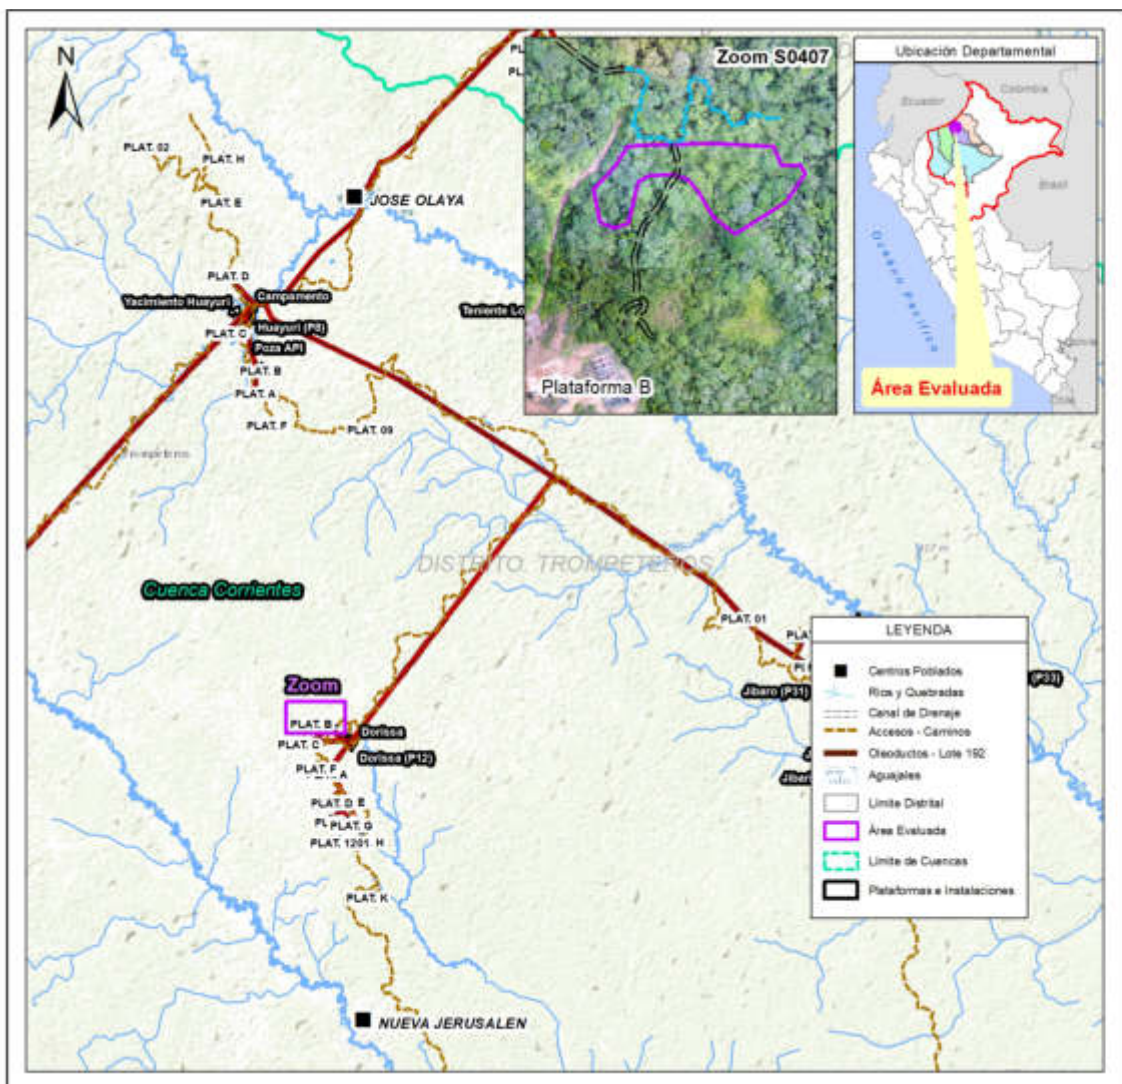 N
Zoom S0407
Plataforma B
Ubicación Departamental
Ecuador
Colombia
Brasil
Océano Pacífico
Área Evaluada
PLAT. 02
PLAT. H
PLAT. E
JOSE OLAYA
PLAT. D
Yacimiento Huayuri
Campamento
PLAT. C
Huayuri (P8)
Poza API
PLAT. B
PLAT. A
PLAT. F
PLAT. 09
Teniente Lo
DISTRITO TROMPETEROS
Cuenca Corrientes
PLAT. 01
PLAT.
Jibaro (P31)
(P33)
Zoom
PLAT. B
Dorissa
PLAT. C
Dorissa (P12)
PLAT. F
A
PLAT. D
E
PLAT. G
PLAT. 1201
H
PLAT. K
NUEVA JERUSALEN
LEYENDA
Centros Poblados
Rios y Quebradas
Canal de Drenaje
Accesos - Caminos
Oleoductos - Lote 192
Aguajales
Límite Distrital
Área Evaluada
Límite de Cuencas
Plataformas e Instalaciones